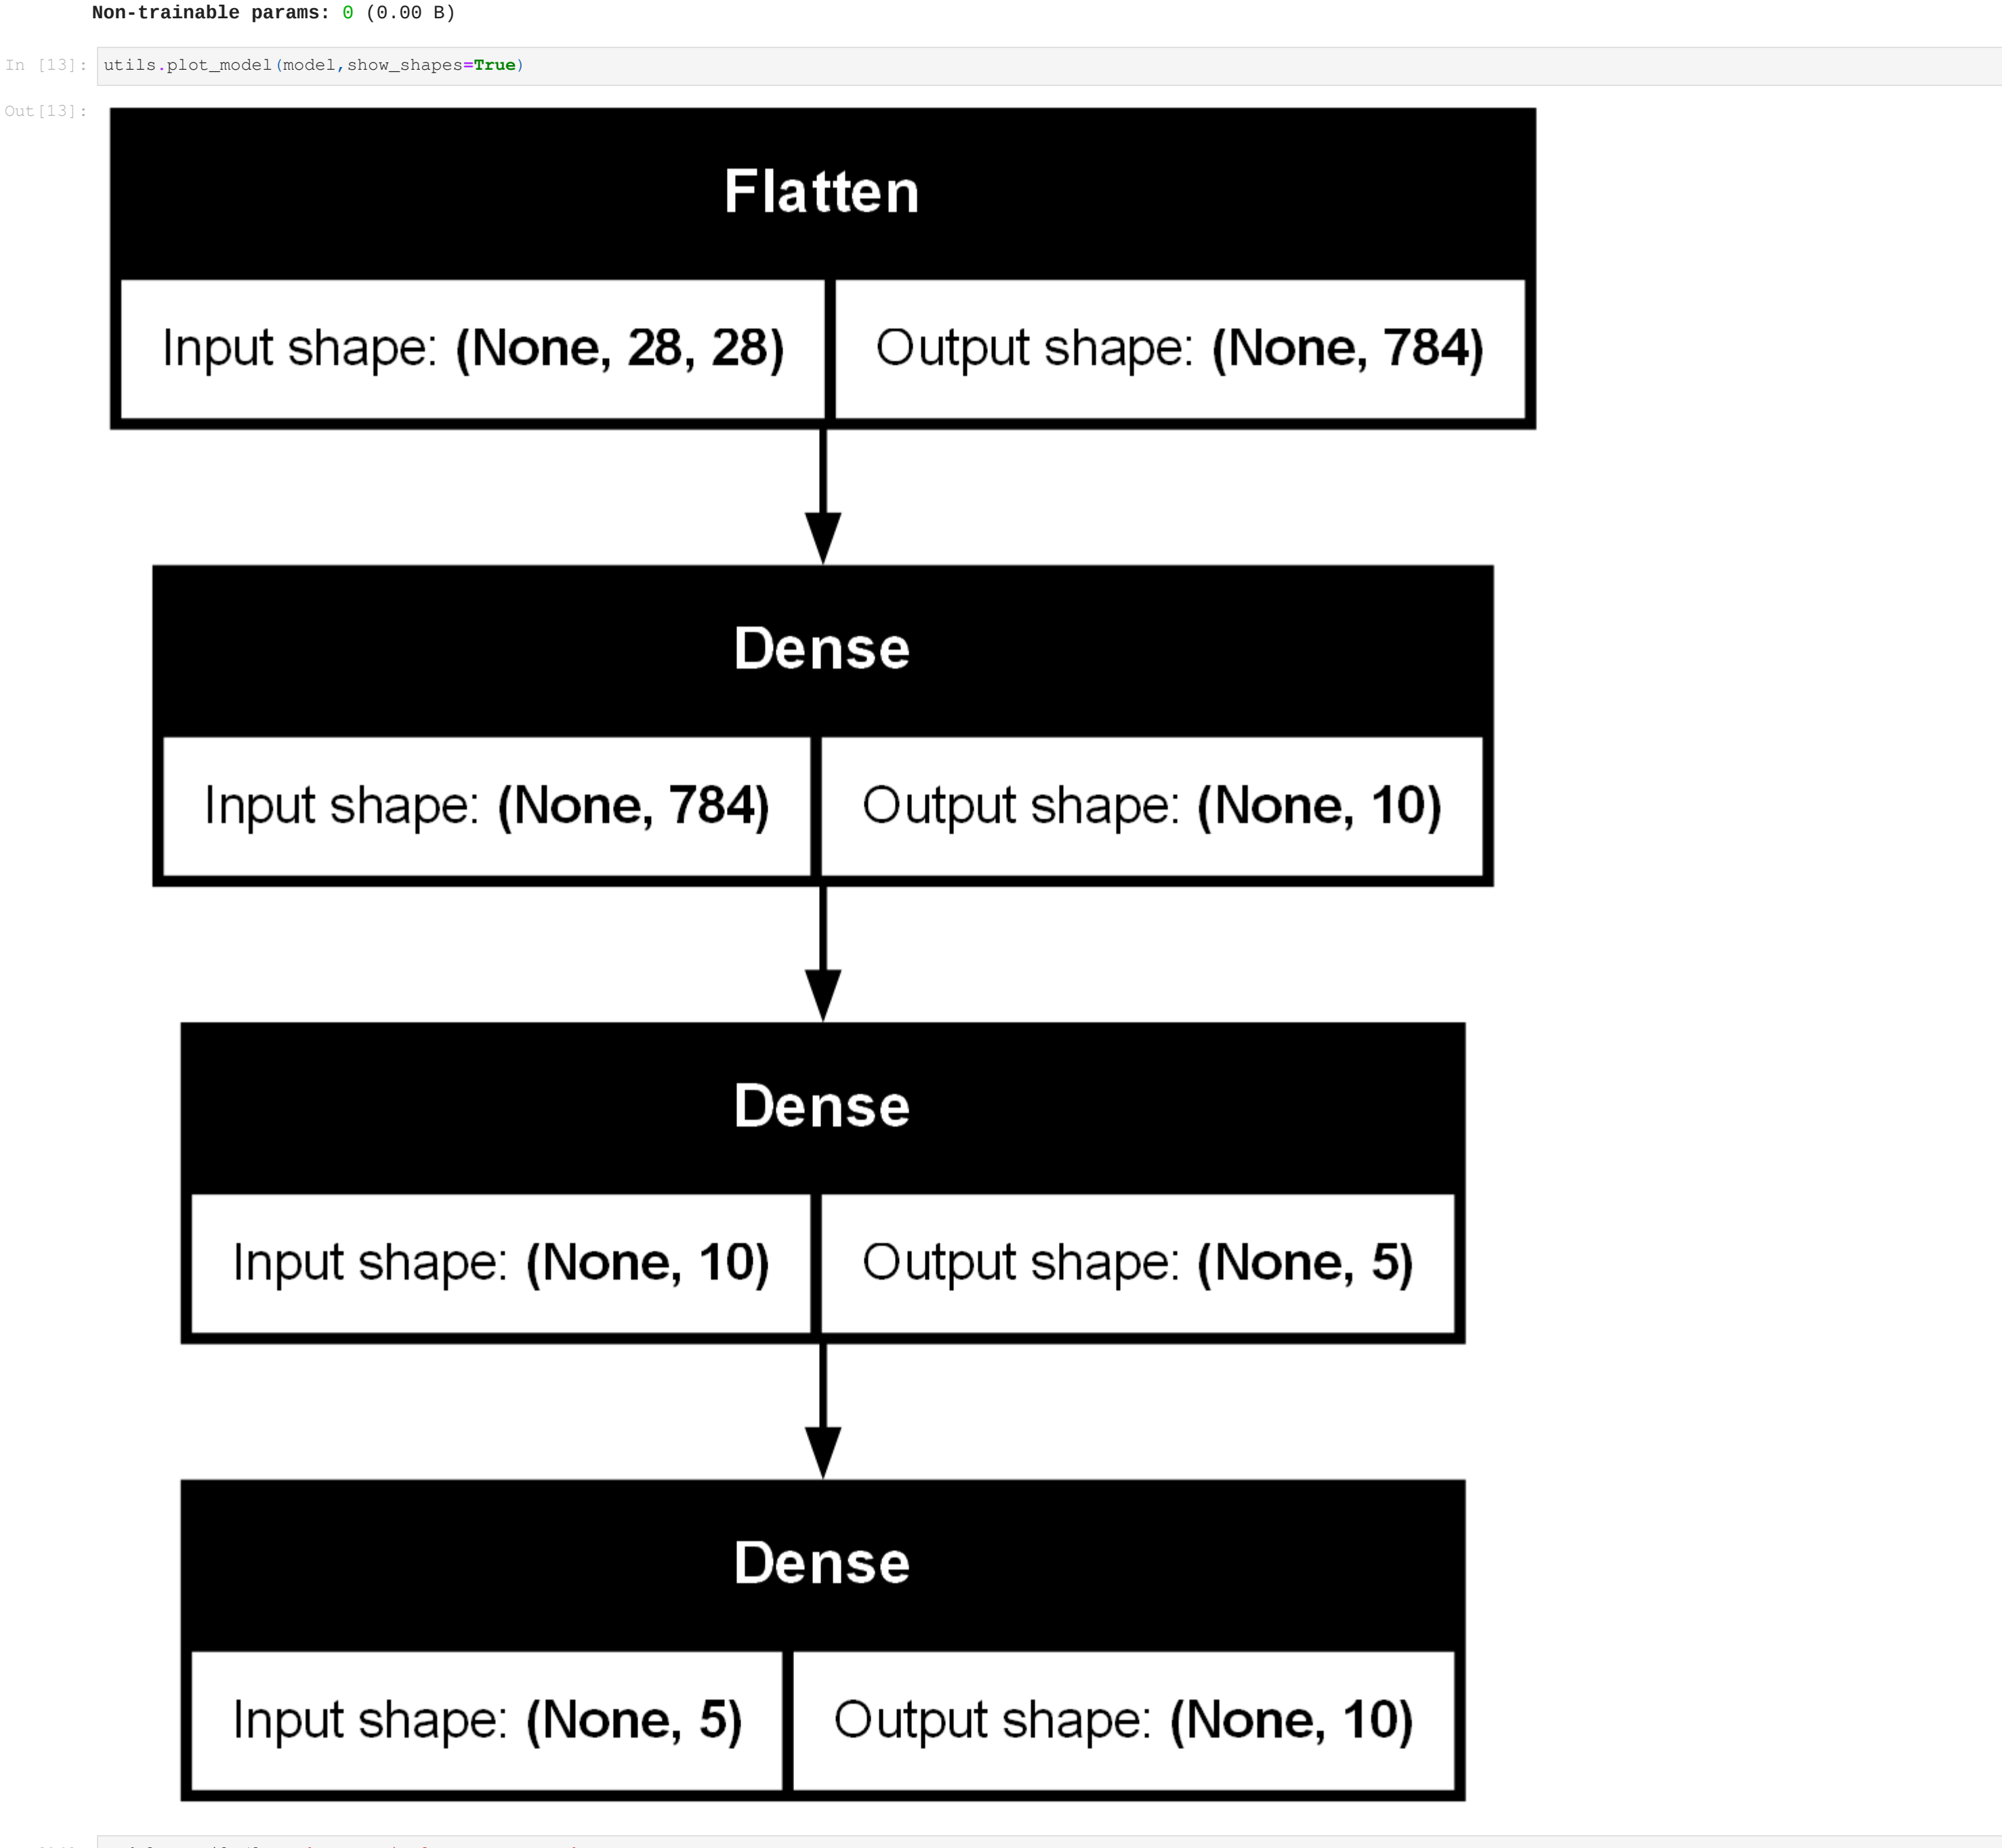 Non-trainable params: 0 (0.00 B)
In [13]: utils.plot_model(model,show_shapes=True)
Out[13]:
Flatten
Input shape: (None, 28, 28) Output shape: (None, 784)
Dense
Input shape: (None, 784) Output shape: (None, 10)
Dense
Input shape: (None, 10) Output shape: (None, 5)
Dense
Input shape: (None, 5) Output shape: (None, 10)